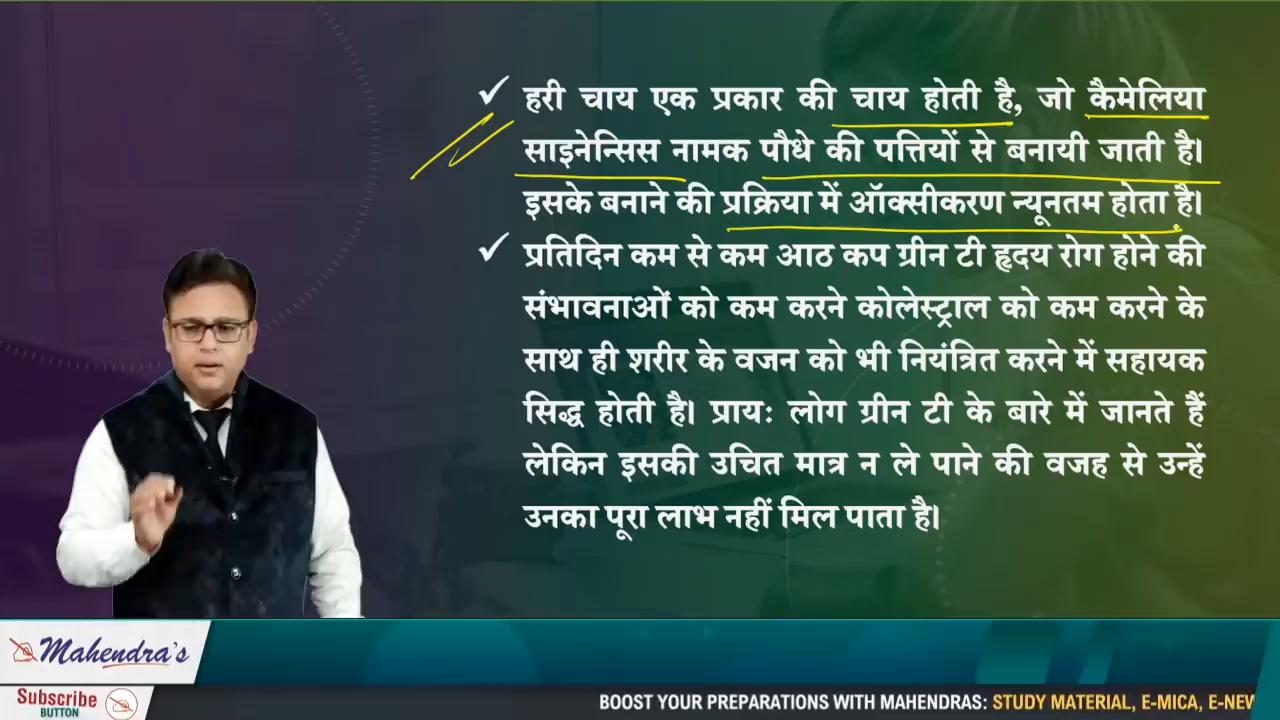 हरी चाय एक प्रकार की चाय होती है, जो कैमेलिया
साइनेन्सिस नामक पौधे की पत्तियों से बनायी जाती है।
इसके बनाने की प्रक्रिया में ऑक्सीकरण न्यूनतम होता है।
प्रतिदिन कम से कम आठ कप ग्रीन टी हृदय रोग होने की
संभावनाओं को कम करने कोलेस्ट्राल को कम करने के
साथ ही शरीर के वजन को भी नियंत्रित करने में सहायक
सिद्ध होती है। प्रायः लोग ग्रीन टी के बारे में जानते हैं
लेकिन इसकी उचित मात्र न ले पाने की वजह से उन्हें
उनका पूरा लाभ नहीं मिल पाता है।
Mahendra's
Subscribe
BUTTON
BOOST YOUR PREPARATIONS WITH MAHENDRAS: STUDY MATERIAL, E-MICA, E-NEW